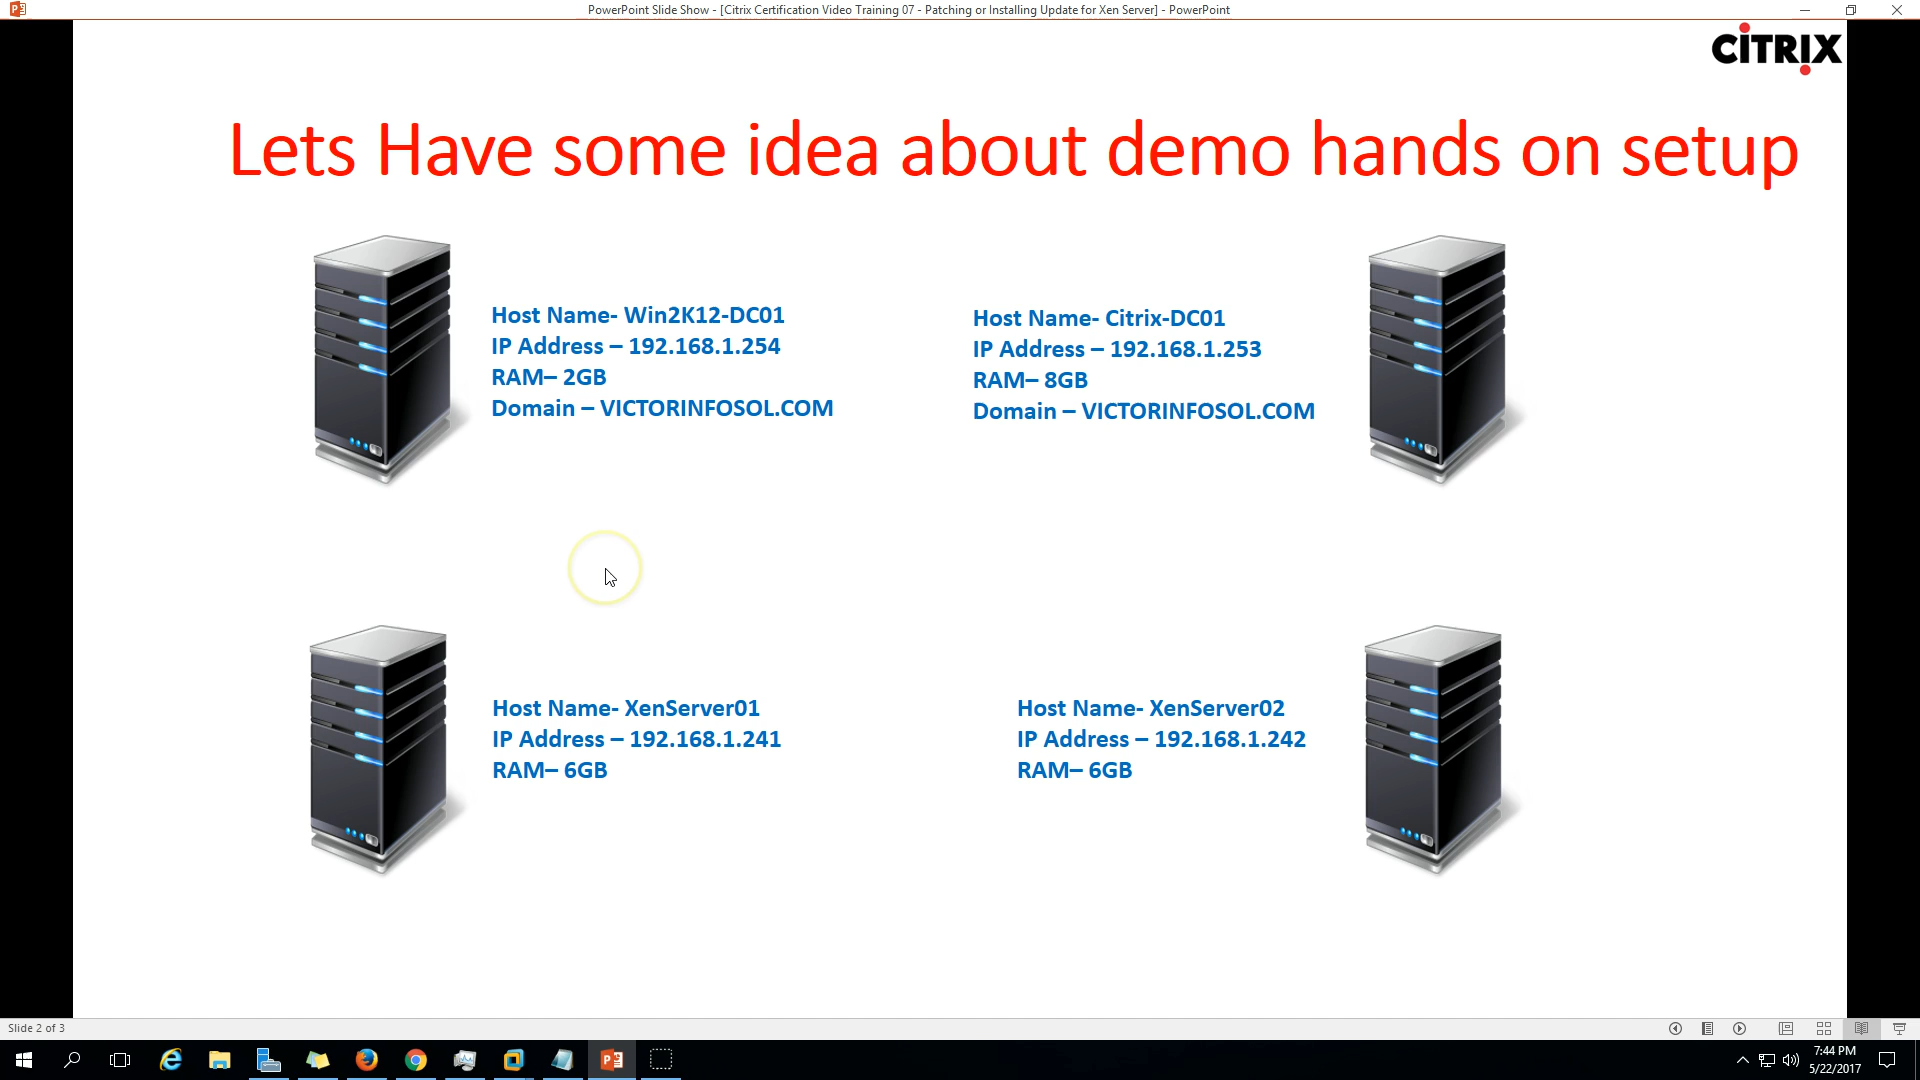 PowerPoint Slide Show - [Citrix Certification Video Training 07 - Patching or Installing Update for Xen Server] - PowerPoint
CITRIX
Lets Have some idea about demo hands on setup
Host Name- Win2K12-DC01
IP Address – 192.168.1.254
RAM– 2GB
Domain – VICTORINFOSOL.COM
Host Name- Citrix-DC01
IP Address – 192.168.1.253
RAM– 8GB
Domain – VICTORINFOSOL.COM
Host Name- XenServer01
IP Address – 192.168.1.241
RAM– 6GB
Host Name- XenServer02
IP Address – 192.168.1.242
RAM– 6GB
Slide 2 of 3
7:44 PM
5/22/2017